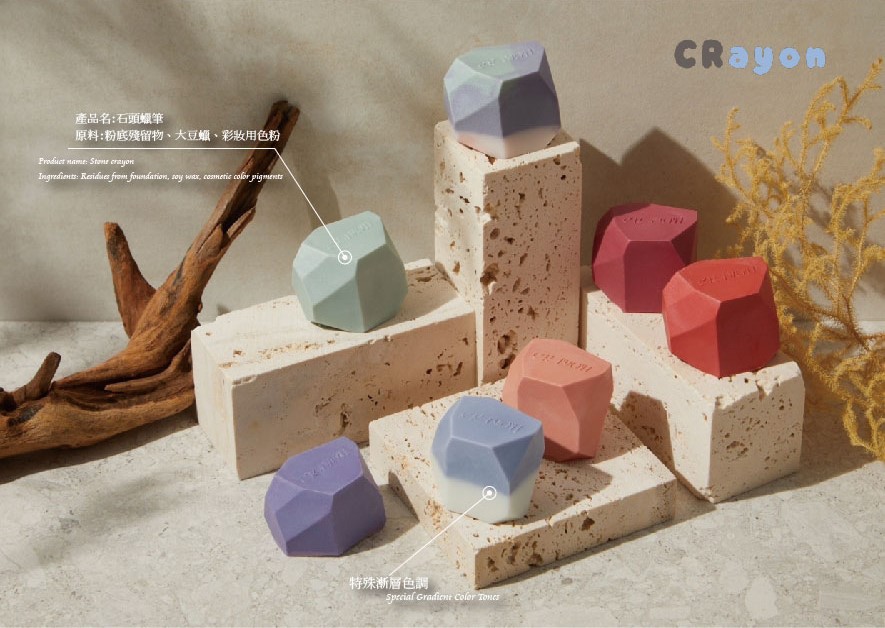 CRayon
產品名:石頭蠟筆
原料:粉底殘留物、大豆蠟、彩妝用色粉
Product name: Stone crayon
Ingredients: Residues from foundation, soy wax, cosmetic color pigments
特殊漸層色調
Special Gradient Color Tones